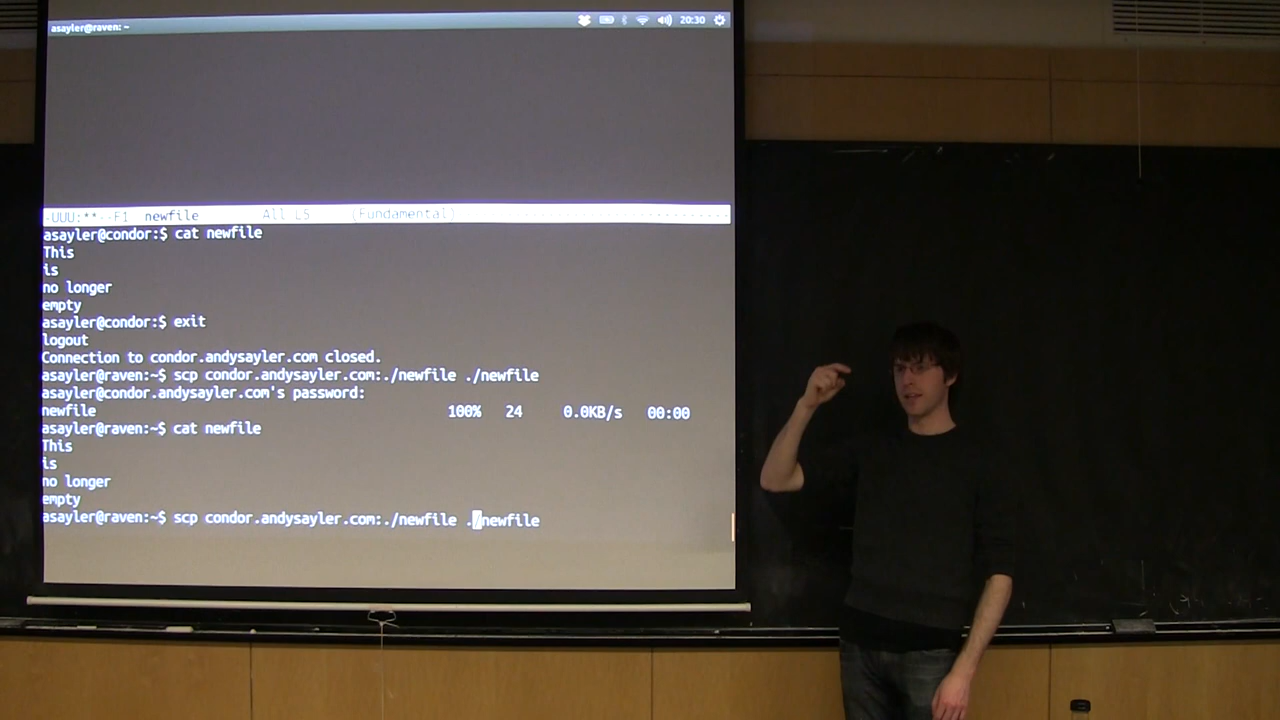 asayler@raven: ~
20:30
-UUU:**--F1 newfile All L5 (Fundamental)-----------------------
asayler@condor:$ cat newfile
This
is
no longer
empty
asayler@condor:$ exit
logout
Connection to condor.andysayler.com closed.
asayler@raven:~$ scp condor.andysayler.com:./newfile ./newfile
asayler@condor.andysayler.com's password:
newfile 100% 24 0.0KB/s 00:00
asayler@raven:~$ cat newfile
This
is
no longer
empty
asayler@raven:~$ scp condor.andysayler.com:./newfile ./newfile